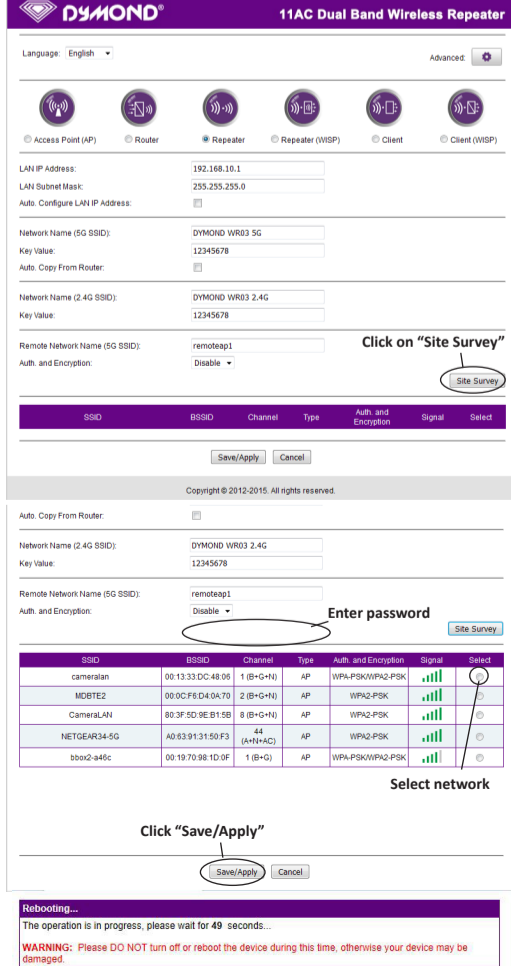 DYMOND®
11AC Dual Band Wireless Repeater
Language: English
Advanced:
Access Point (AP) Router Repeater Repeater (WISP) Client Client (WISP)
LAN IP Address: 192.168.10.1
LAN Subnet Mask: 255.255.255.0
Auto. Configure LAN IP Address:
Network Name (5G SSID): DYMOND WR03 5G
Key Value: 12345678
Auto. Copy From Router:
Network Name (2.4G SSID): DYMOND WR03 2.4G
Key Value: 12345678
Remote Network Name (5G SSID): remoteap1
Click on “Site Survey”
Auth. and Encryption: Disable
Site Survey
SSID BSSID Channel Type Auth. and Encryption Signal Select
Save/Apply Cancel
Copyright © 2012-2015. All rights reserved.
Auto. Copy From Router:
Network Name (2.4G SSID): DYMOND WR03 2.4G
Key Value: 12345678
Remote Network Name (5G SSID): remoteap1
Auth. and Encryption: Disable
Enter password
Site Survey
SSID BSSID Channel Type Auth. and Encryption Signal Select
cameralan 00:13:33:DC:48:06 1 (B+G+N) AP WPA-PSK/WPA2-PSK
MDBTE2 00:0C:F6:D4:0A:70 2 (B+G+N) AP WPA2-PSK
CameraLAN 80:3F:5D:9E:B1:5B 8 (B+G+N) AP WPA2-PSK
NETGEAR34-5G A0:63:91:31:50:F3 44 (A+N+AC) AP WPA2-PSK
bbox2-a46c 00:19:70:98:1D:0F 1 (B+G) AP WPA-PSK/WPA2-PSK
Select network
Click “Save/Apply”
Save/Apply Cancel
Rebooting...
The operation is in progress, please wait for 49 seconds...
WARNING: Please DO NOT turn off or reboot the device during this time, otherwise your device may be
damaged.